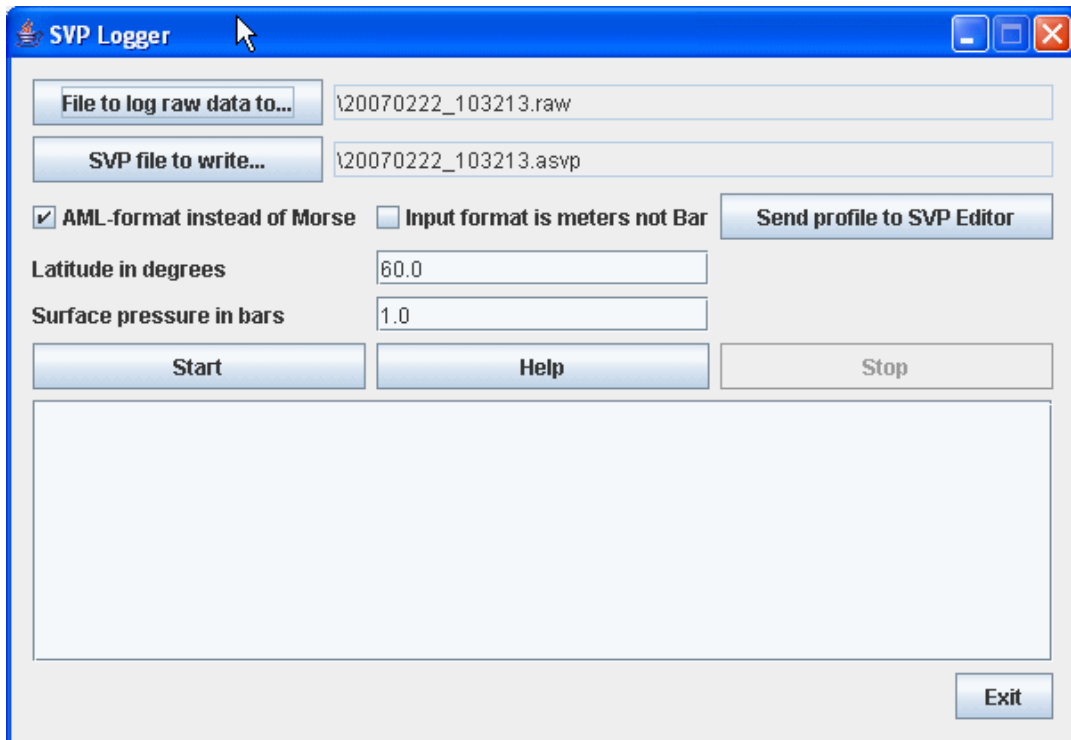 SVP Logger
File to log raw data to... \20070222_103213.raw
SVP file to write... \20070222_103213.asvp
AML-format instead of Morse Input format is meters not Bar Send profile to SVP Editor
Latitude in degrees 60.0
Surface pressure in bars 1.0
Start Help Stop
Exit